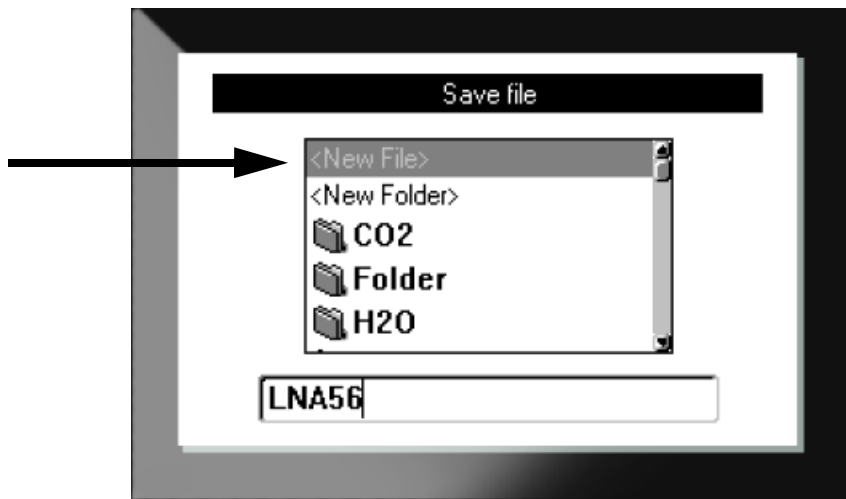 Save file
<New File>
<New Folder>
CO2
Folder
H2O
LNA56